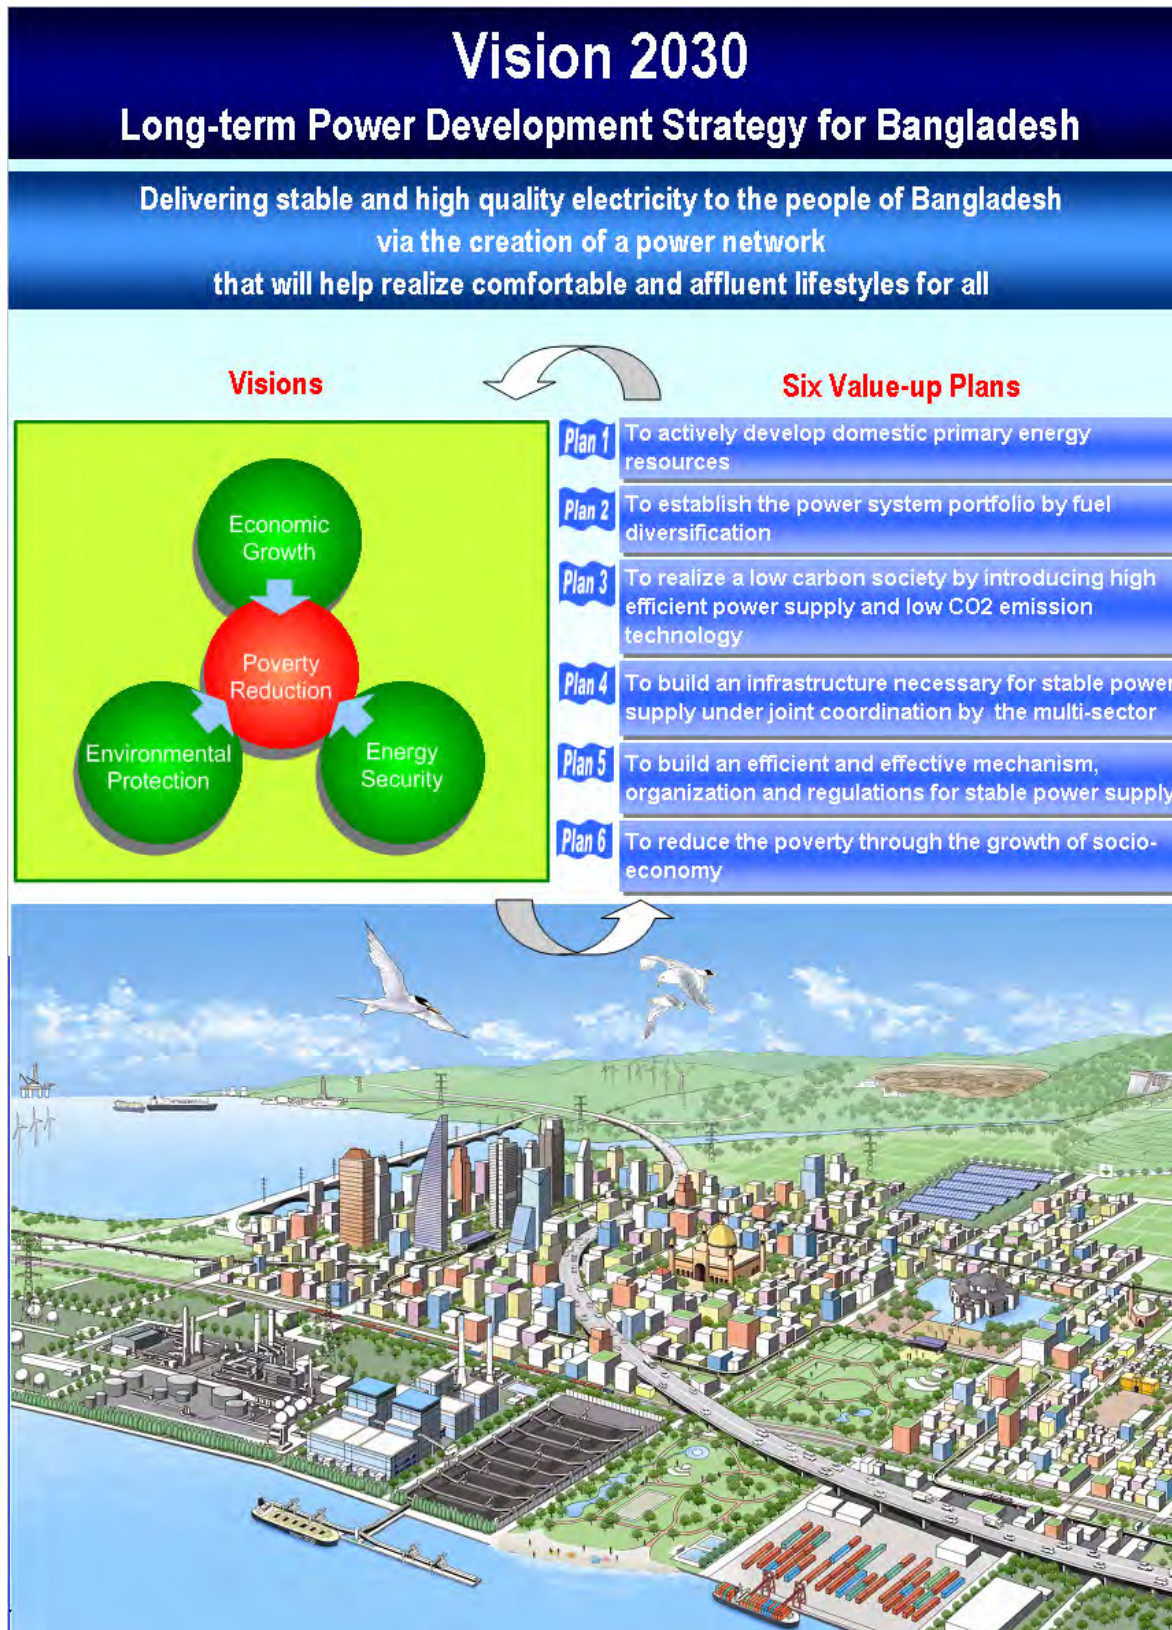 Vision 2030
Long-term Power Development Strategy for Bangladesh
Delivering stable and high quality electricity to the people of Bangladesh
via the creation of a power network
that will help realize comfortable and affluent lifestyles for all
Visions
Economic
Growth
Poverty
Reduction
Environmental
Protection
Energy
Security
Six Value-up Plans
Plan 1
To actively develop domestic primary energy
resources
Plan 2
To establish the power system portfolio by fuel
diversification
Plan 3
To realize a low carbon society by introducing high
efficient power supply and low CO2 emission
technology
Plan 4
To build an infrastructure necessary for stable power
supply under joint coordination by the multi-sector
Plan 5
To build an efficient and effective mechanism,
organization and regulations for stable power supply
Plan 6
To reduce the poverty through the growth of socio-
economy